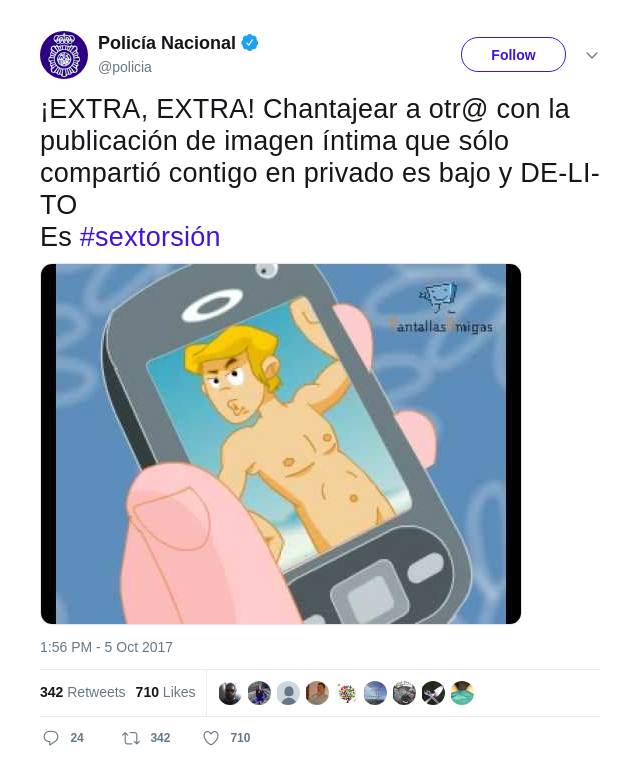 Policía Nacional
@policia
Follow
¡EXTRA, EXTRA! Chantajear a otr@ con la
publicación de imagen íntima que sólo
compartió contigo en privado es bajo y DE-LI-
TO
Es #sextorsión
PantallasAmigas
1:56 PM - 5 Oct 2017
342 Retweets 710 Likes
24 342 710